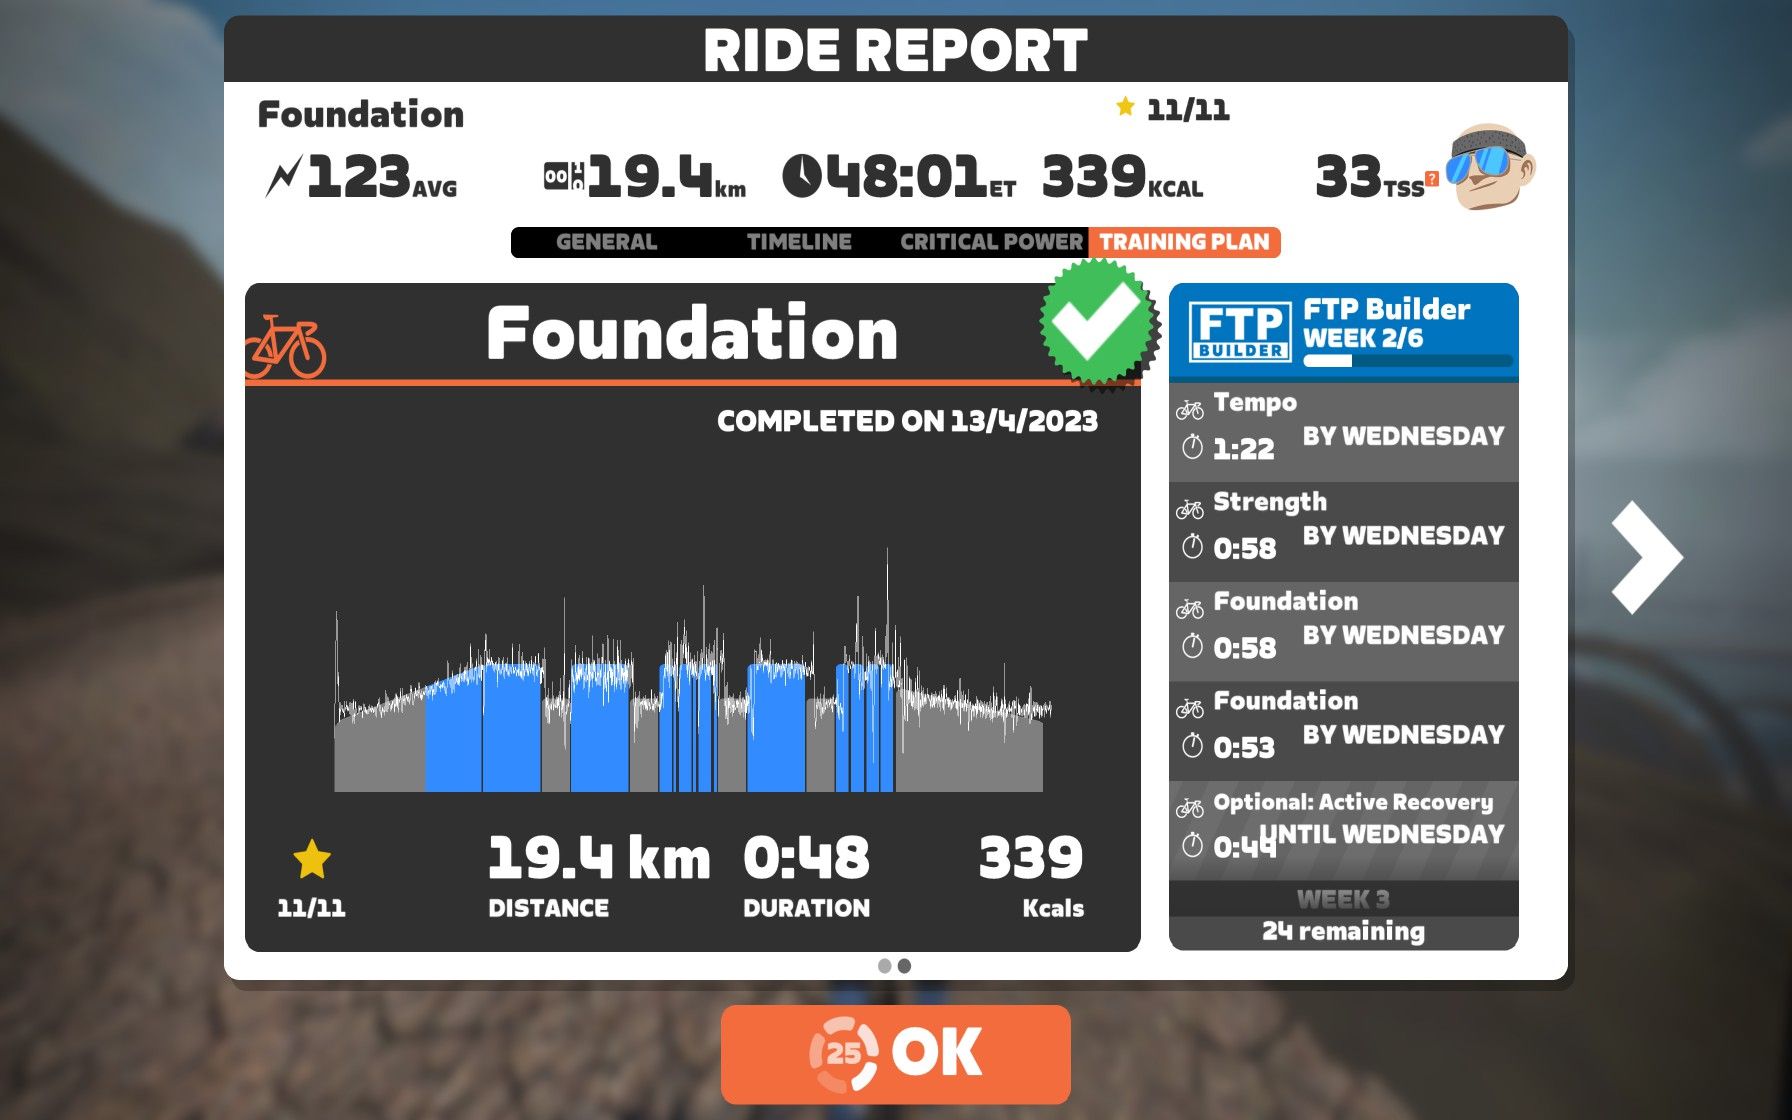 RIDE REPORT
Foundation
11/11
123AVG
19.4km
48:01ET
339KCAL
33TSS?
GENERAL
TIMELINE
CRITICAL POWER
TRAINING PLAN
Foundation
COMPLETED ON 13/4/2023
11/11
19.4 km
DISTANCE
0:48
DURATION
339
Kcals
FTP
BUILDER
FTP Builder
WEEK 2/6
Tempo
1:22
BY WEDNESDAY
Strength
0:58
BY WEDNESDAY
Foundation
0:58
BY WEDNESDAY
Foundation
0:53
BY WEDNESDAY
Optional: Active Recovery
0:44
UNTIL WEDNESDAY
WEEK 3
24 remaining
25 OK